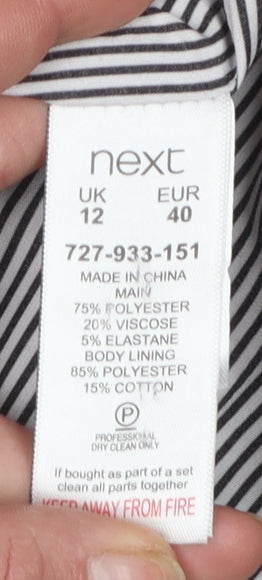 next
UK EUR
12 40
727-933-151
MADE IN CHINA
MAIN
75% POLYESTER
20% VISCOSE
5% ELASTANE
BODY LINING
85% POLYESTER
15% COTTON
P
PROFESSIONAL
DRY CLEAN ONLY
If bought as part of a set
clean all parts together
KEEP AWAY FROM FIRE